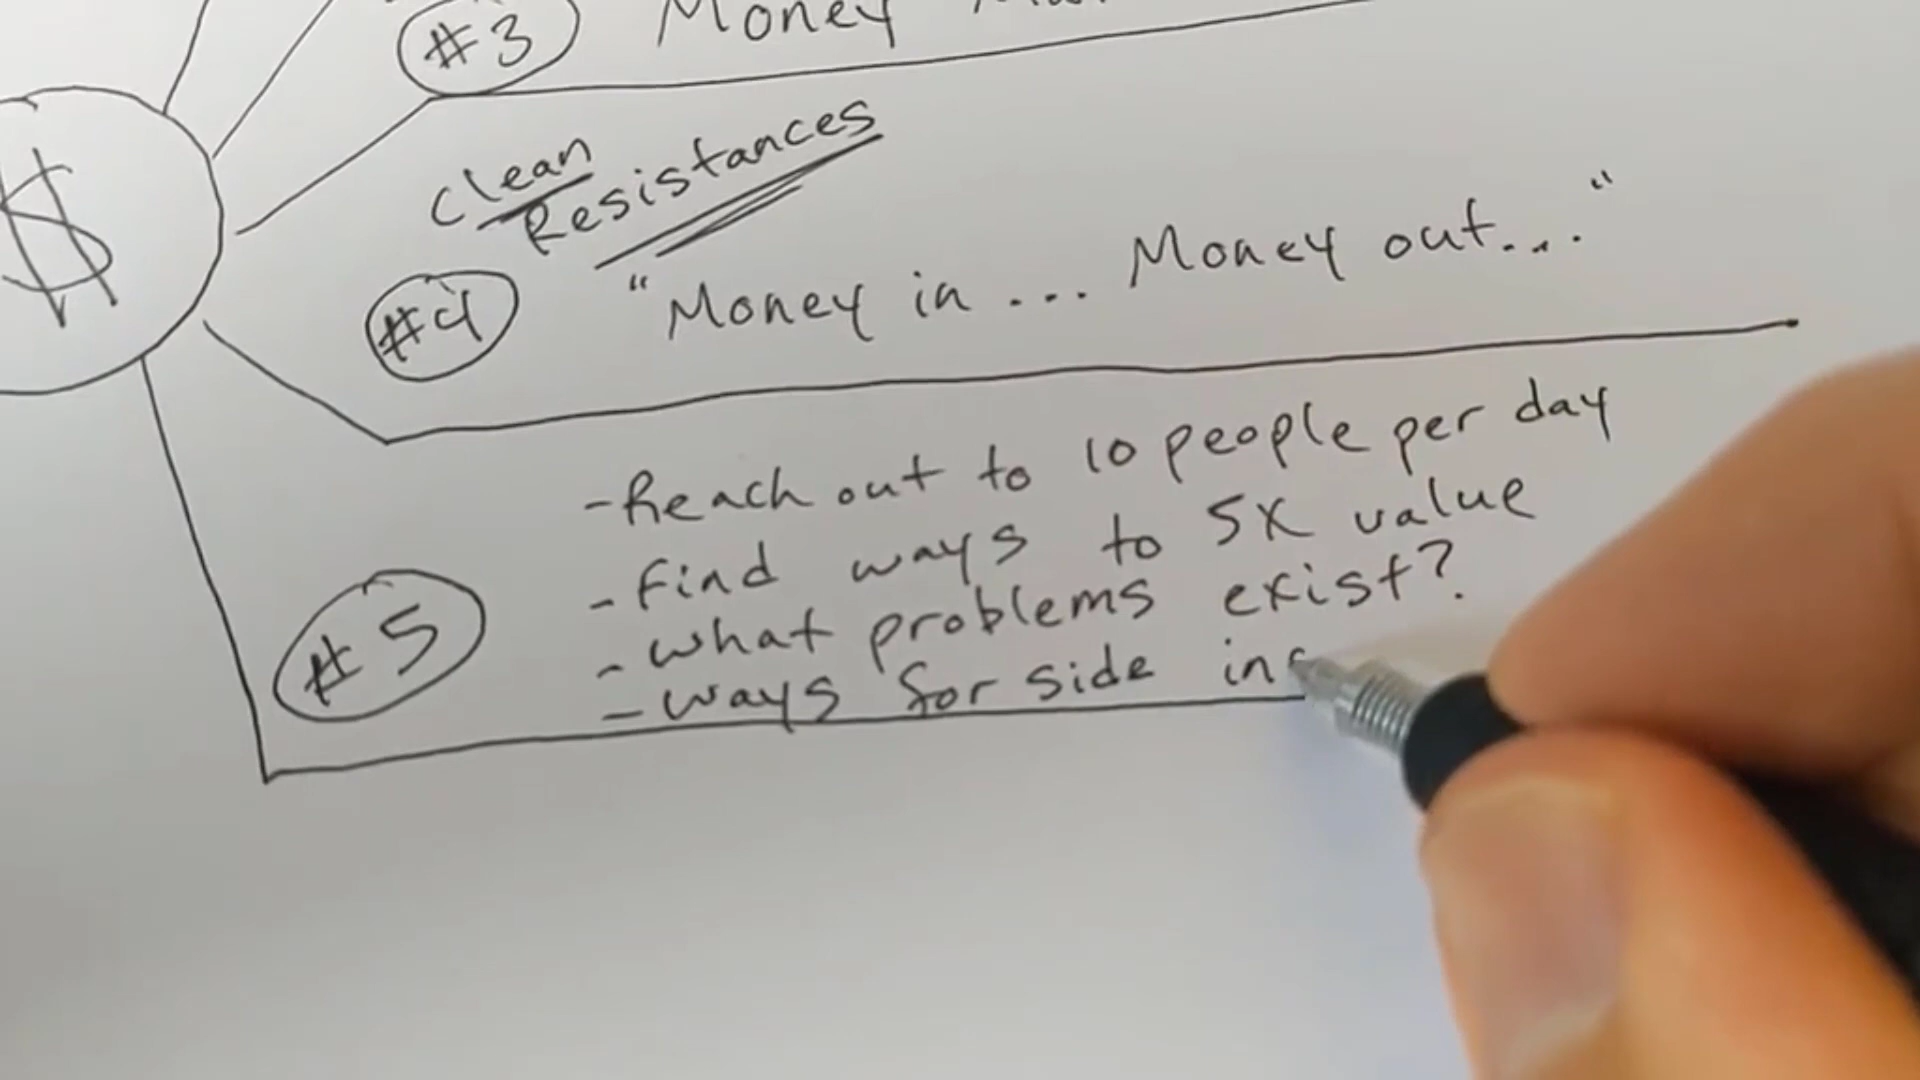 #3 Money
$
Clean
Resistances
#4 "Money in ... Money out..."
-Reach out to 10 people per day
-Find ways to 5X value
#5
-what problems exist?
-ways for side in